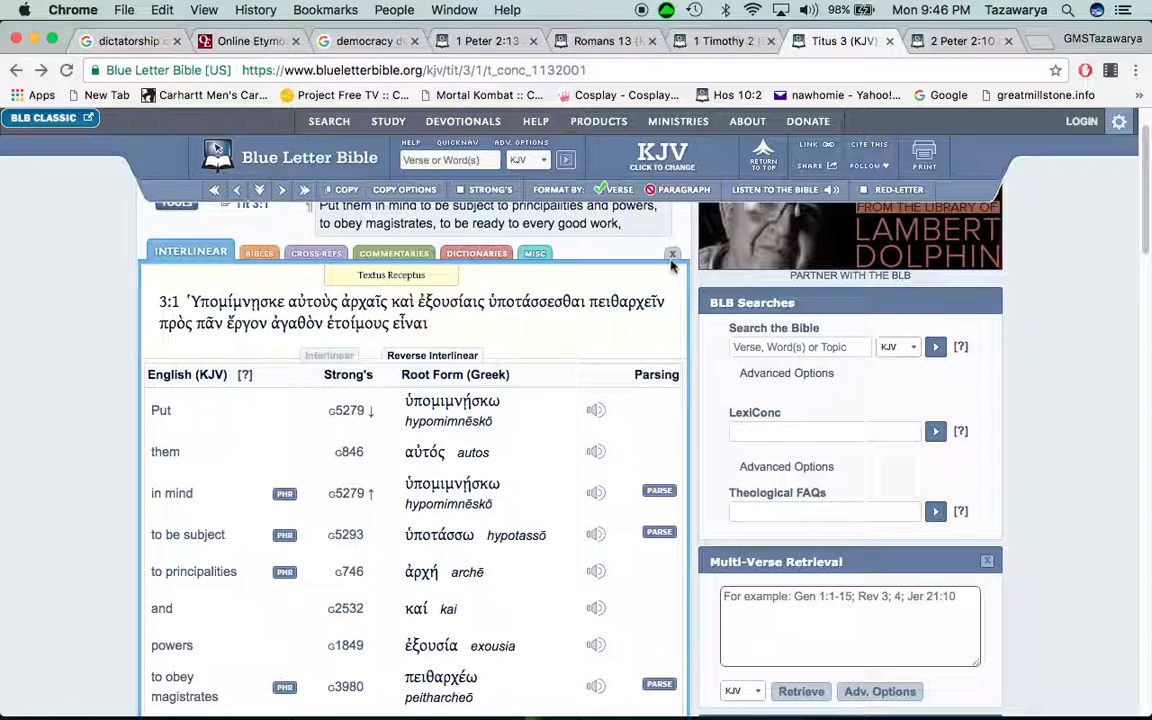 Chrome File Edit View History Bookmarks People Window Help 98% Mon 9:46 PM Tazawarya
dictatorship Online Etym democracy d 1 Peter 2:13 Romans 13 ( 1 Timothy 2 ( Titus 3 (KJV) 2 Peter 2:10 GMSTazawarya
Blue Letter Bible [US] https://www.blueletterbible.org/kjv/tit/3/1/t_conc_1132001
Apps New Tab Carhartt Men's Car... Project Free TV :: C... Mortal Kombat :: C... Cosplay - Cosplay... Hos 10:2 nawhomie - Yahoo!... Google greatmillstone.info »
BLB CLASSIC SEARCH STUDY DEVOTIONALS HELP PRODUCTS MINISTRIES ABOUT DONATE LOGIN
HELP QUICKNAV ADV. OPTIONS
Blue Letter Bible Verse or Word(s) KJV KJV CLICK TO CHANGE RETURN TO TOP LINK CITE THIS SHARE FOLLOW PRINT
COPY COPY OPTIONS STRONG'S FORMAT BY: VERSE PARAGRAPH LISTEN TO THE BIBLE RED-LETTER
TOOLS Tit 3:1 ¶ Put them in mind to be subject to principalities and powers,
to obey magistrates, to be ready to every good work,
INTERLINEAR BIBLES CROSS-REFS COMMENTARIES DICTIONARIES MISC X
Textus Receptus
3:1 Ὑπομίμνῃσκε αὐτοὺς ἀρχαῖς καὶ ἐξουσίαις ὑποτάσσεσθαι πειθαρχεῖν
πρὸς πᾶν ἔργον ἀγαθὸν ἑτοίμους εἶναι
Interlinear Reverse Interlinear
English (KJV) [?] Strong's Root Form (Greek) Parsing
Put G5279 ↓ ὑπομιμνῄσκω
hypomimnēskō
them G846 αὐτός autos
in mind PHR G5279 ↑ ὑπομιμνῄσκω PARSE
hypomimnēskō
to be subject PHR G5293 ὑποτάσσω hypotassō PARSE
to principalities PHR G746 ἀρχή archē
and G2532 καί kai
powers G1849 ἐξουσία exousia
to obey
magistrates PHR G3980 πειθαρχέω PARSE
peitharcheō
FROM THE LIBRARY OF
LAMBERT
DOLPHIN
PARTNER WITH THE BLB
BLB Searches
Search the Bible
Verse, Word(s) or Topic KJV [?]
Advanced Options
LexiConc
[?]
Advanced Options
Theological FAQs
[?]
Multi-Verse Retrieval X
For example: Gen 1:1-15; Rev 3; 4; Jer 21:10
KJV Retrieve Adv. Options